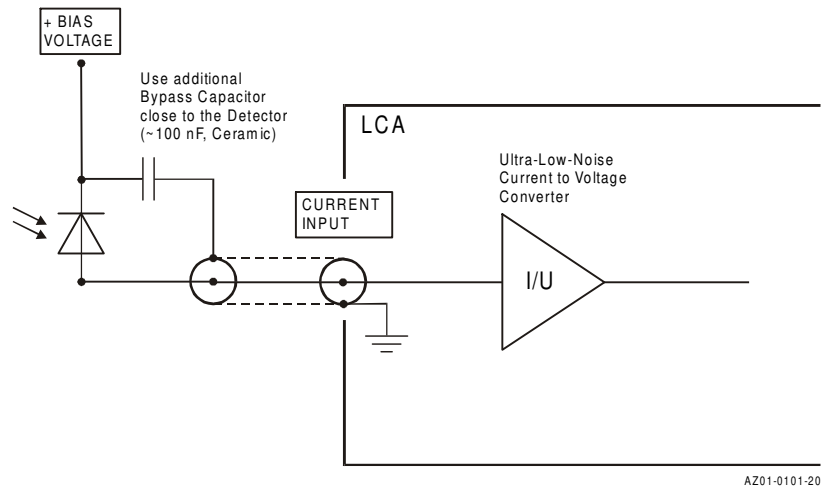 + BIAS
VOLTAGE
Use additional
Bypass Capacitor
close to the Detector
(~100 nF, Ceramic)
LCA
CURRENT
INPUT
Ultra-Low-Noise
Current to Voltage
Converter
I/U
AZ01-0101-20